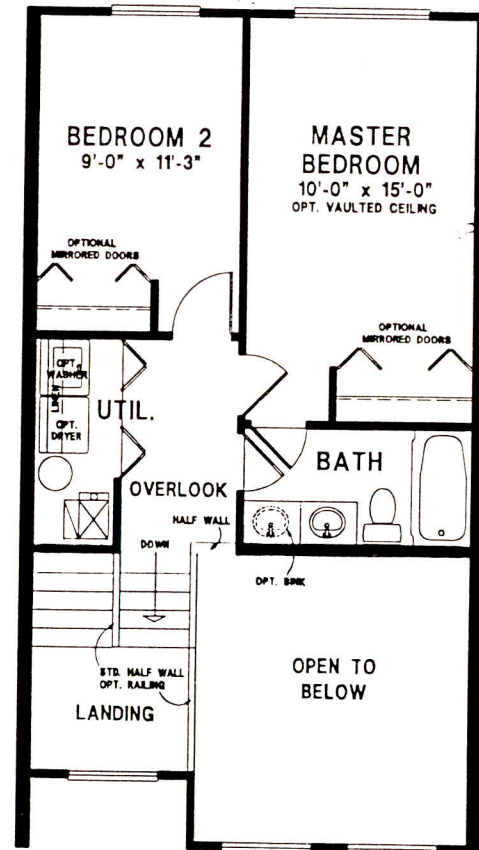 BEDROOM 2
9'-0" x 11'-3"
MASTER
BEDROOM
10'-0" x 15'-0"
OPT. VAULTED CEILING
OPTIONAL
MIRRORED DOORS
OPTIONAL
MIRRORED DOORS
OPT.
WASHER
LINEN
OPT.
DRYER
UTIL.
BATH
OVERLOOK
HALF WALL
DOWN
OPT. SINK
STD. HALF WALL
OPT. RAILING
LANDING
OPEN TO
BELOW